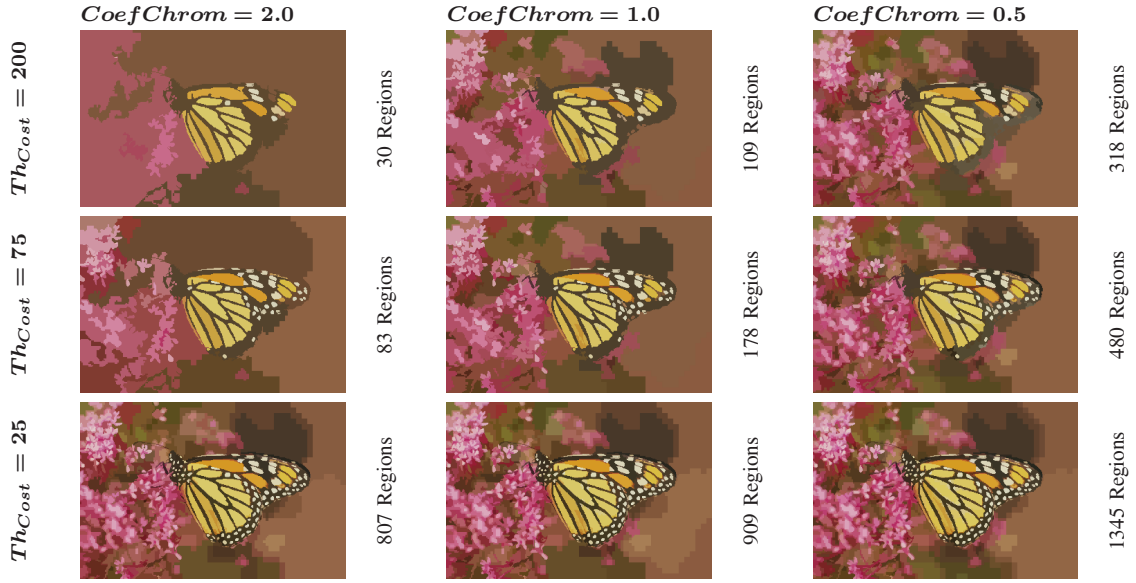 CoefChrom = 2.0
CoefChrom = 1.0
CoefChrom = 0.5
Th_Cost = 200
30 Regions
109 Regions
318 Regions
Th_Cost = 75
83 Regions
178 Regions
480 Regions
Th_Cost = 25
807 Regions
909 Regions
1345 Regions